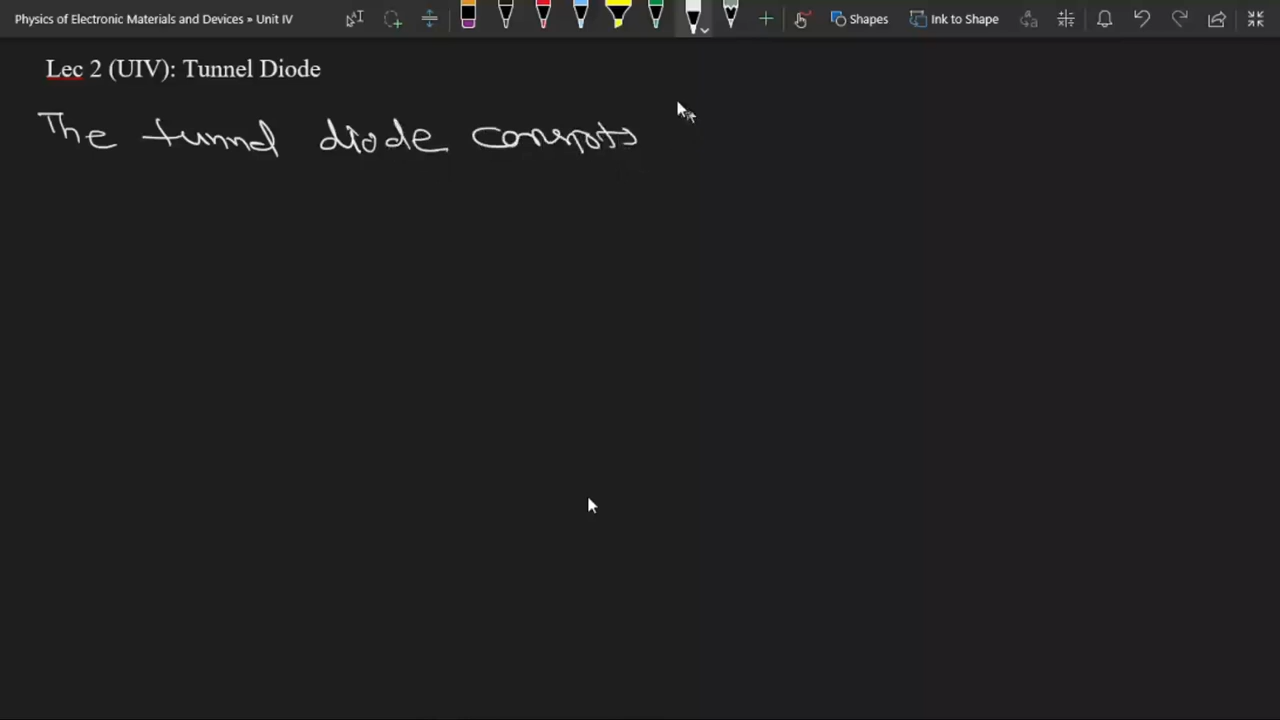 Physics of Electronic Materials and Devices » Unit IV
Shapes
Ink to Shape
Lec 2 (UIV): Tunnel Diode
The tunnel diode consists